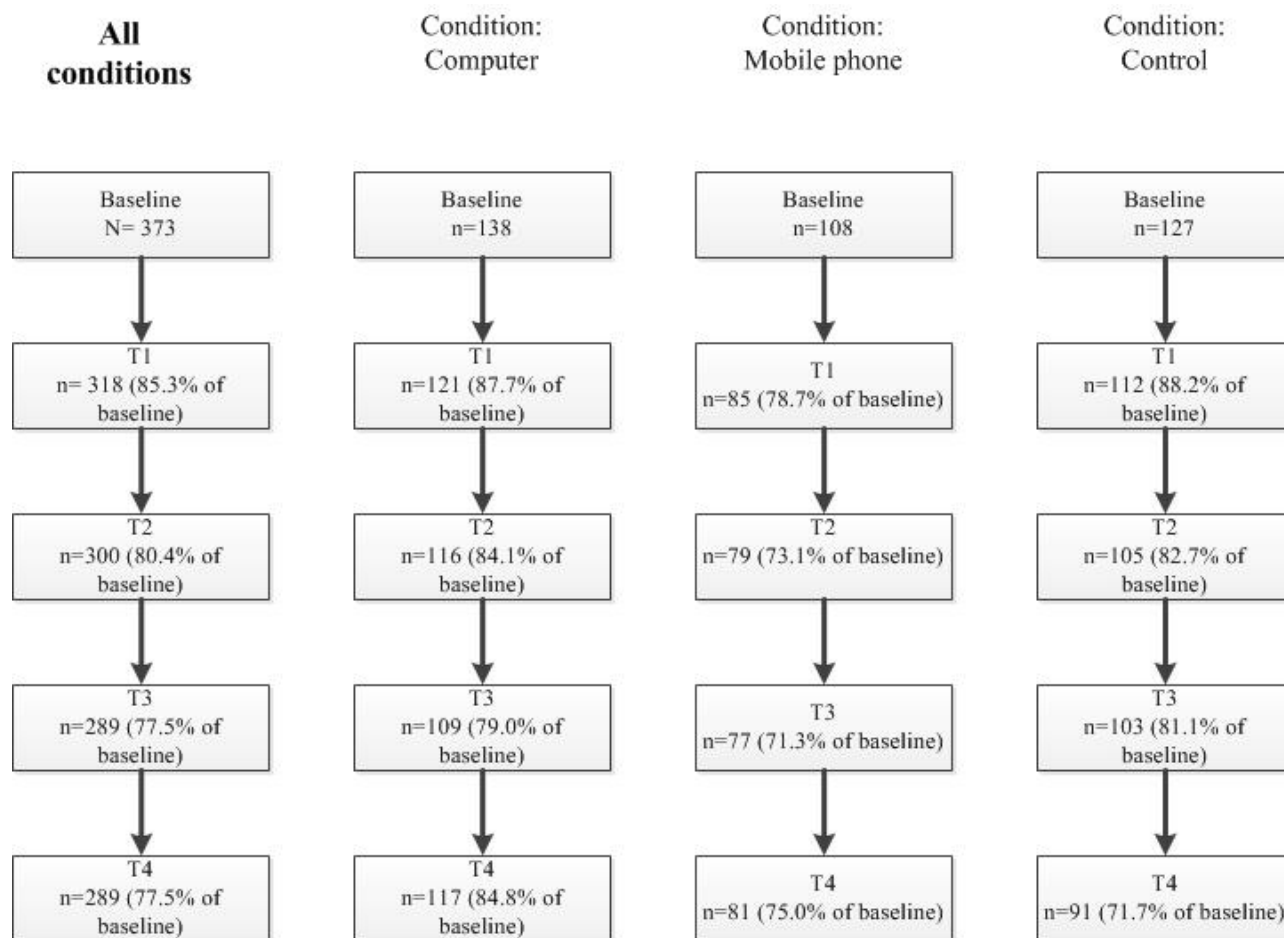 All
conditions
Condition:
Computer
Condition:
Mobile phone
Condition:
Control
Baseline
N= 373
Baseline
n=138
Baseline
n=108
Baseline
n=127
T1
n= 318 (85.3% of
baseline)
T1
n=121 (87.7% of
baseline)
T1
n=85 (78.7% of baseline)
T1
n=112 (88.2% of
baseline)
T2
n=300 (80.4% of
baseline)
T2
n=116 (84.1% of
baseline)
T2
n=79 (73.1% of baseline)
T2
n=105 (82.7% of
baseline)
T3
n=289 (77.5% of
baseline)
T3
n=109 (79.0% of
baseline)
T3
n=77 (71.3% of baseline)
T3
n=103 (81.1% of
baseline)
T4
n=289 (77.5% of
baseline)
T4
n=117 (84.8% of
baseline)
T4
n=81 (75.0% of baseline)
T4
n=91 (71.7% of baseline)